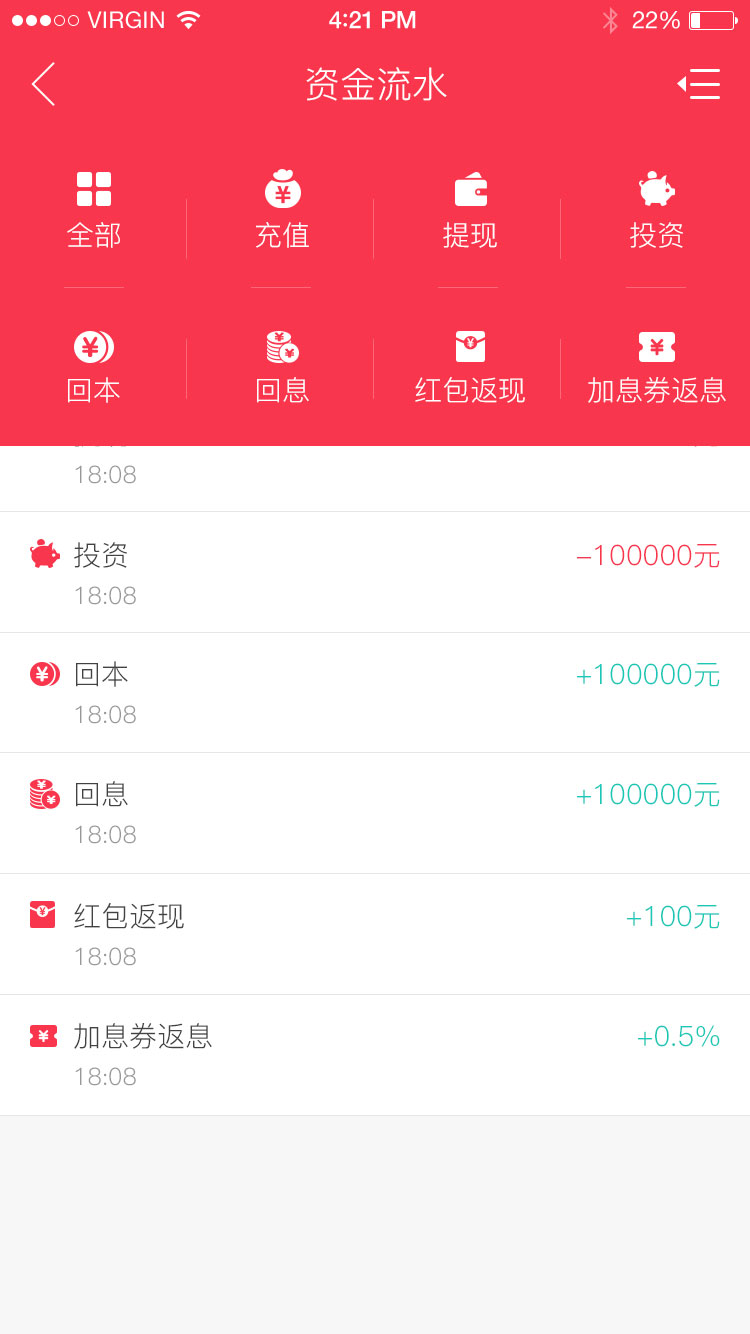 VIRGIN 4:21 PM 22%
资金流水
全部 充值 提现 投资
回本 回息 红包返现 加息券返息
18:08
投资 –100000元
18:08
回本 +100000元
18:08
回息 +100000元
18:08
红包返现 +100元
18:08
加息券返息 +0.5%
18:08